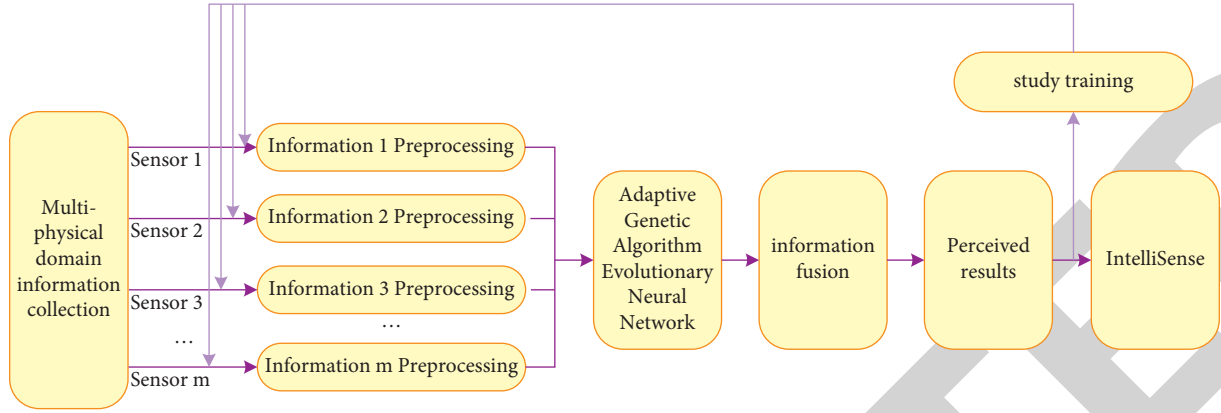 study training
Multi-
physical
domain
information
collection
Sensor 1
Sensor 2
Sensor 3
...
Sensor m
Information 1 Preprocessing
Information 2 Preprocessing
Information 3 Preprocessing
...
Information m Preprocessing
Adaptive
Genetic
Algorithm
Evolutionary
Neural
Network
information
fusion
Perceived
results
IntelliSense